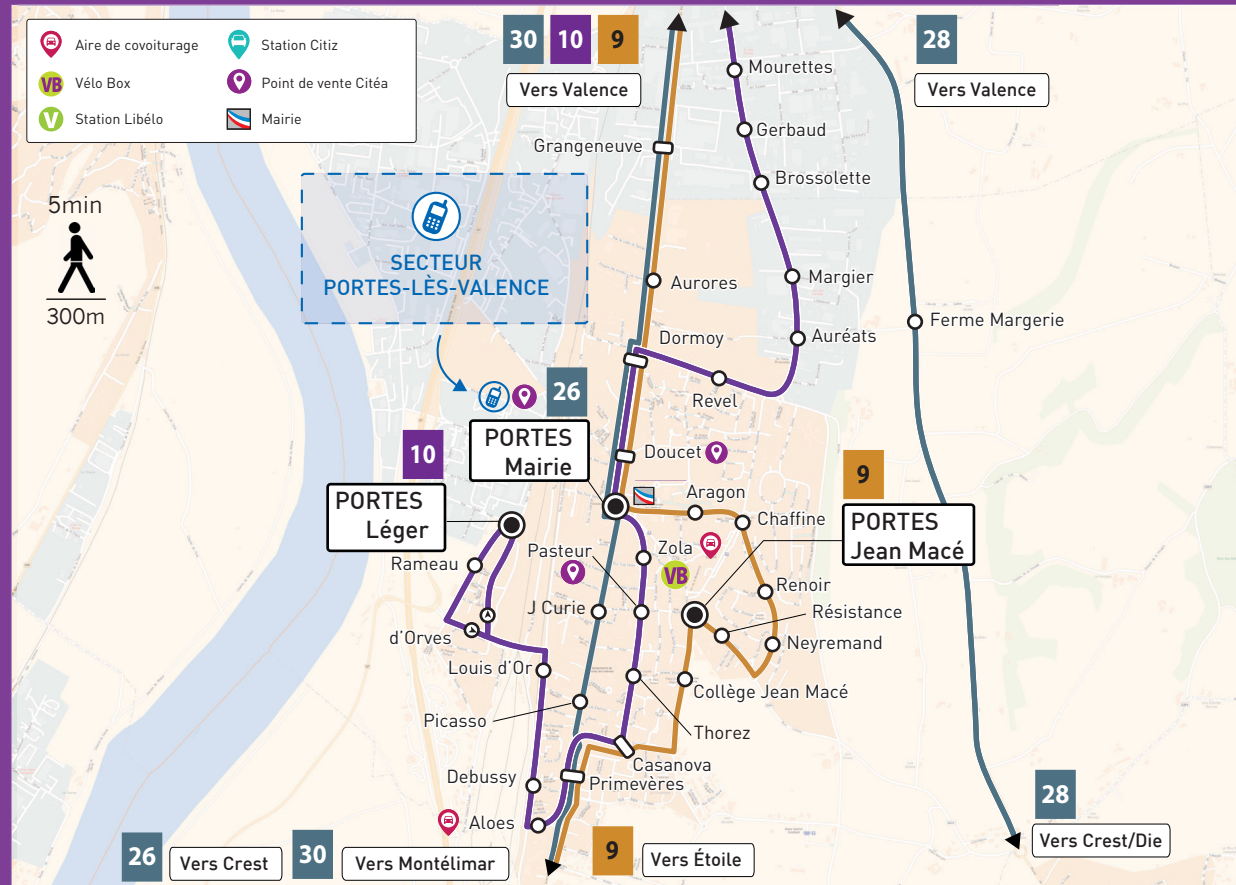 Aire de covoiturage
Station Citiz
VB
Vélo Box
Point de vente Citéa
V
Station Libélo
Mairie
30
10
9
Vers Valence
28
Vers Valence
5min
300m
SECTEUR
PORTES-LÈS-VALENCE
Mourettes
Gerbaud
Grangeneuve
Brossolette
Margier
Aurores
Auréats
Ferme Margerie
Dormoy
Revel
26
PORTES
Mairie
10
PORTES
Léger
Doucet
Aragon
Chaffine
9
PORTES
Jean Macé
Pasteur
Zola
VB
Rameau
Renoir
J Curie
Résistance
d'Orves
Neyremand
Louis d'Or
Collège Jean Macé
Picasso
Thorez
Casanova
Debussy
Primevères
Aloes
26
Vers Crest
30
Vers Montélimar
9
Vers Étoile
28
Vers Crest/Die